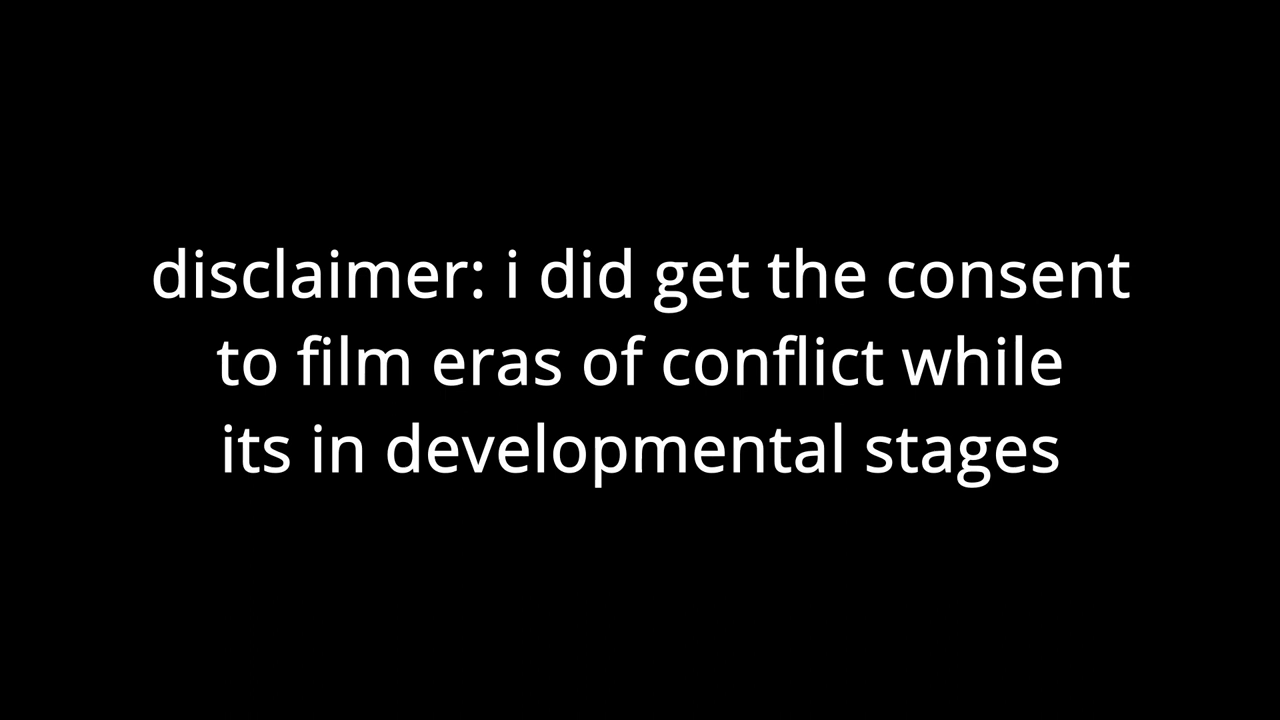 disclaimer: i did get the consent
to film eras of conflict while
its in developmental stages